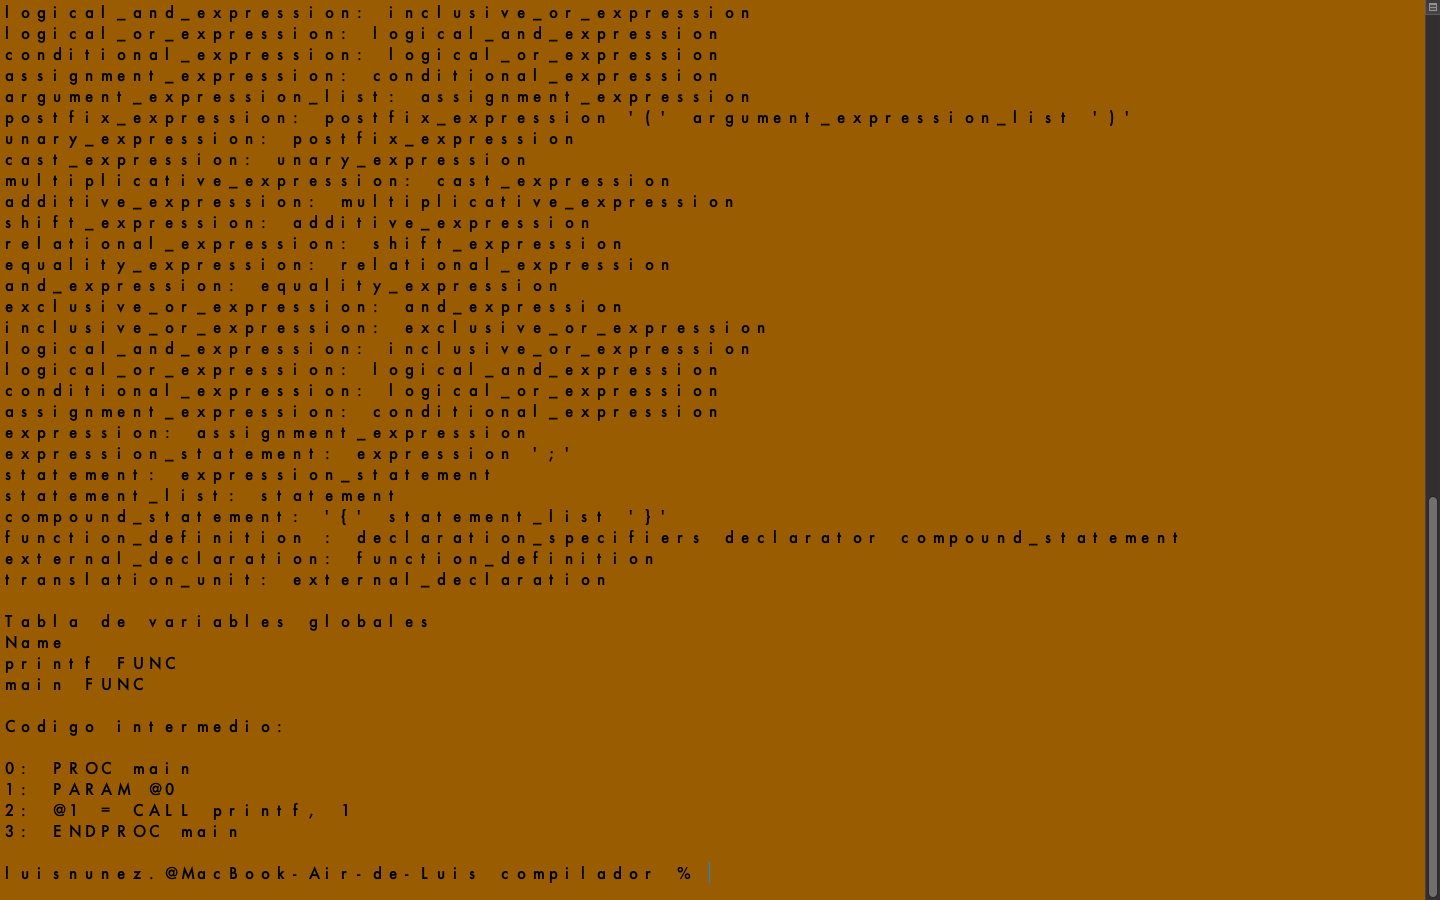 logical_and_expression: inclusive_or_expression
logical_or_expression: logical_and_expression
conditional_expression: logical_or_expression
assignment_expression: conditional_expression
argument_expression_list: assignment_expression
postfix_expression: postfix_expression '(' argument_expression_list ')'
unary_expression: postfix_expression
cast_expression: unary_expression
multiplicative_expression: cast_expression
additive_expression: multiplicative_expression
shift_expression: additive_expression
relational_expression: shift_expression
equality_expression: relational_expression
and_expression: equality_expression
exclusive_or_expression: and_expression
inclusive_or_expression: exclusive_or_expression
logical_and_expression: inclusive_or_expression
logical_or_expression: logical_and_expression
conditional_expression: logical_or_expression
assignment_expression: conditional_expression
expression: assignment_expression
expression_statement: expression ';'
statement: expression_statement
statement_list: statement
compound_statement: '{' statement_list '}'
function_definition : declaration_specifiers declarator compound_statement
external_declaration: function_definition
translation_unit: external_declaration
Tabla de variables globales
Name
printf FUNC
main FUNC
Codigo intermedio:
0: PROC main
1: PARAM @0
2: @1 = CALL printf, 1
3: ENDPROC main
luisnunez.@MacBook-Air-de-Luis compilador %